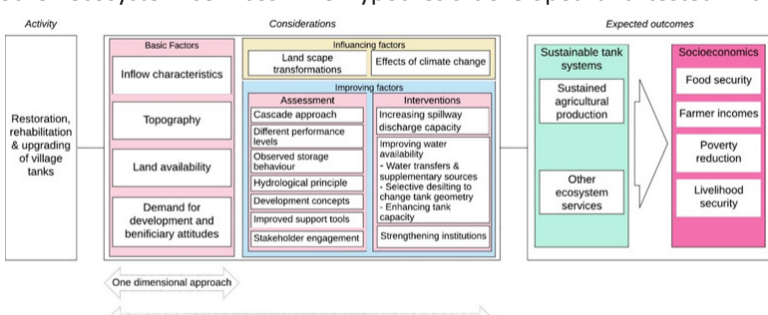 Activity
Considerations
Expected outcomes
Restoration,
rehabilitation
& upgrading
of village
tanks
Basic Factors
Inflow characteristics
Topography
Land availability
Demand for
development and
benificiary attitudes
Influencing factors
Land scape
transformations
Effects of climate change
Improving factors
Assessment
Cascade approach
Different performance
levels
Observed storage
behaviour
Hydrological principle
Development concepts
Improved support tools
Stakeholder engagement
Interventions
Increasing spillway
discharge capacity
Improving water
availability
- Water transfers &
supplementary sources
- Selective desilting to
change tank geometry
- Enhancing tank
capacity
Strengthening institutions
Sustainable tank
systems
Sustained
agricultural
production
Other
ecosystem
services
Socioeconomics
Food security
Farmer incomes
Poverty
reduction
Livelihood
security
One dimensional approach